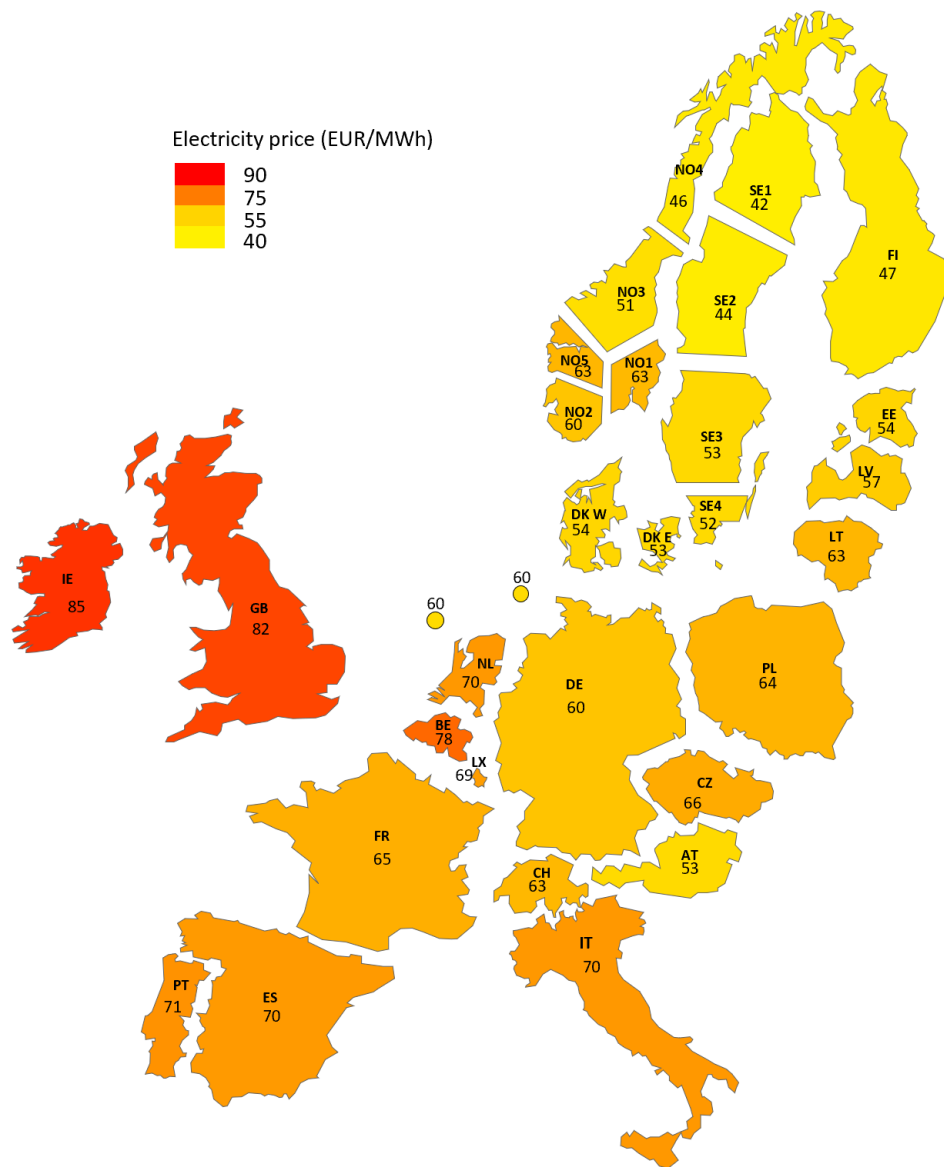 Electricity price (EUR/MWh)
90
75
55
40
NO4
46
SE1
42
FI
47
NO3
51
SE2
44
NO5
63
NO1
63
NO2
60
SE3
53
EE
54
LV
57
DK W
54
SE4
52
DK E
53
LT
63
IE
85
GB
82
60
60
NL
70
DE
60
PL
64
BE
78
LX
69
CZ
66
FR
65
AT
53
CH
63
IT
70
PT
71
ES
70